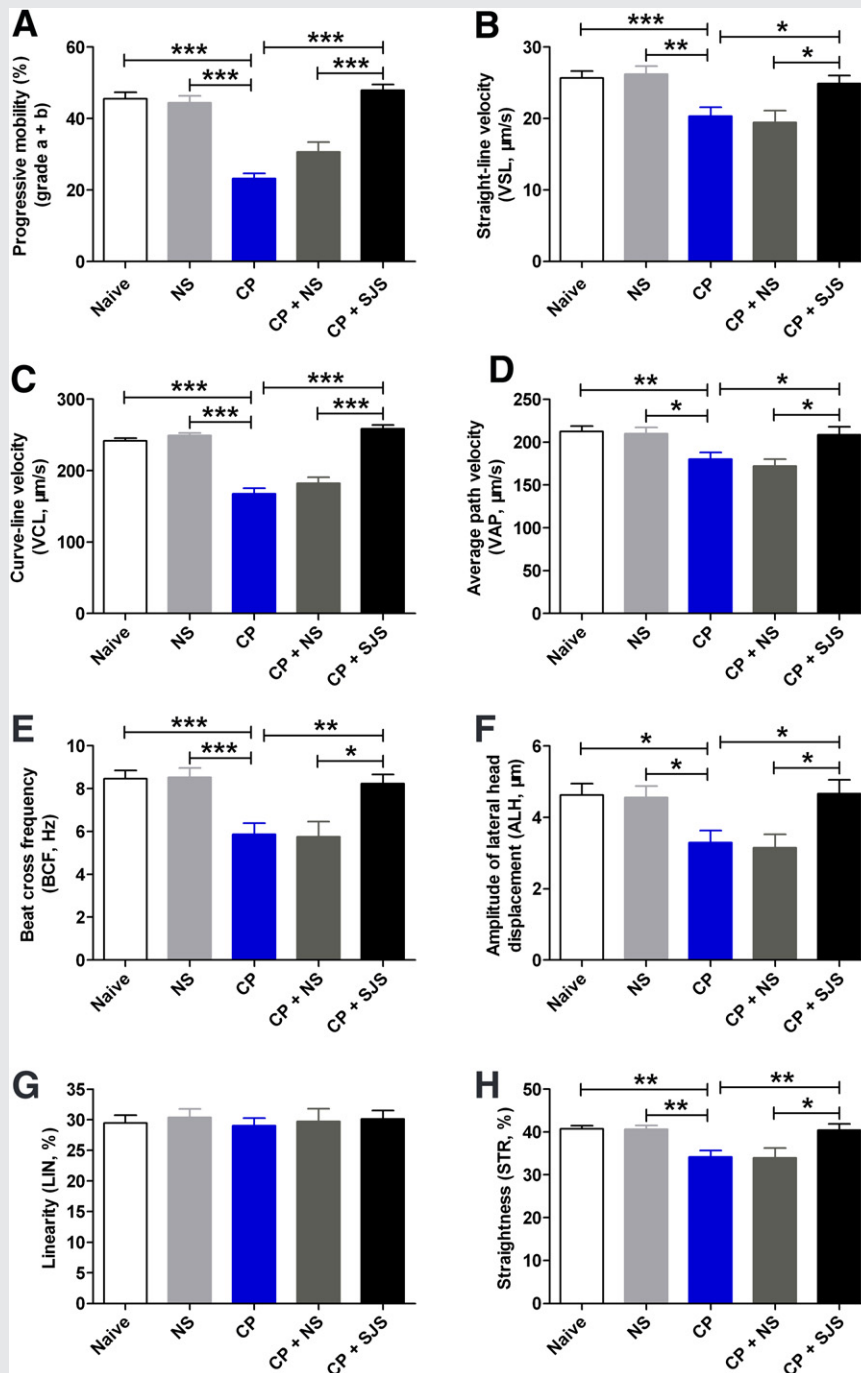 A
Progressive mobility (%)
(grade a + b)
60
40
20
0
***
***
***
***
Naive
NS
CP
CP + NS
CP + SJS
B
Straight-line velocity
(VSL, μm/s)
30
20
10
0
***
**
*
*
Naive
NS
CP
CP + NS
CP + SJS
C
Curve-line velocity
(VCL, μm/s)
300
200
100
0
***
***
***
***
Naive
NS
CP
CP + NS
CP + SJS
D
Average path velocity
(VAP, μm/s)
250
200
150
100
50
0
**
*
*
*
Naive
NS
CP
CP + NS
CP + SJS
E
Beat cross frequency
(BCF, Hz)
10
8
6
4
2
0
***
***
**
*
Naive
NS
CP
CP + NS
CP + SJS
F
Amplitude of lateral head
displacement (ALH, μm)
6
4
2
0
*
*
*
*
Naive
NS
CP
CP + NS
CP + SJS
G
Linearity (LIN, %)
35
30
25
20
15
10
5
0
Naive
NS
CP
CP + NS
CP + SJS
H
Straightness (STR, %)
50
40
30
20
10
0
**
**
**
*
Naive
NS
CP
CP + NS
CP + SJS